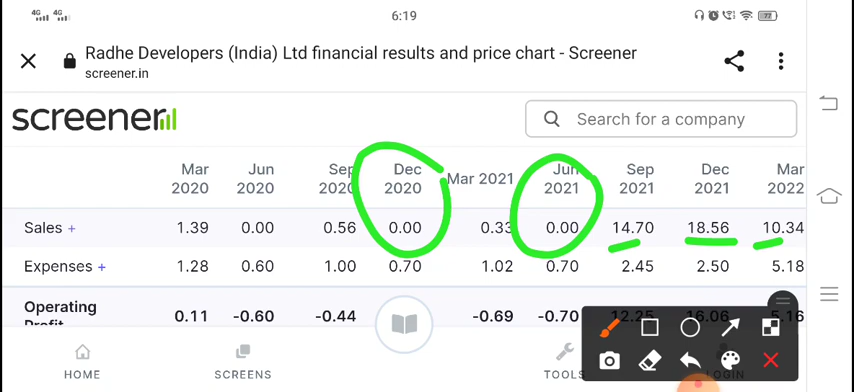 4G 4G 6:19 77
Radhe Developers (India) Ltd financial results and price chart - Screener
screener.in
screener Search for a company
Mar 2020 Jun 2020 Sep 2020 Dec 2020 Mar 2021 Jun 2021 Sep 2021 Dec 2021 Mar 2022
Sales + 1.39 0.00 0.56 0.00 0.33 0.00 14.70 18.56 10.34
Expenses + 1.28 0.60 1.00 0.70 1.02 0.70 2.45 2.50 5.18
Operating 0.11 -0.60 -0.44 -0.69 -0.70 12.25 16.06 5.16
Profit
HOME SCREENS TOOLS LOGIN